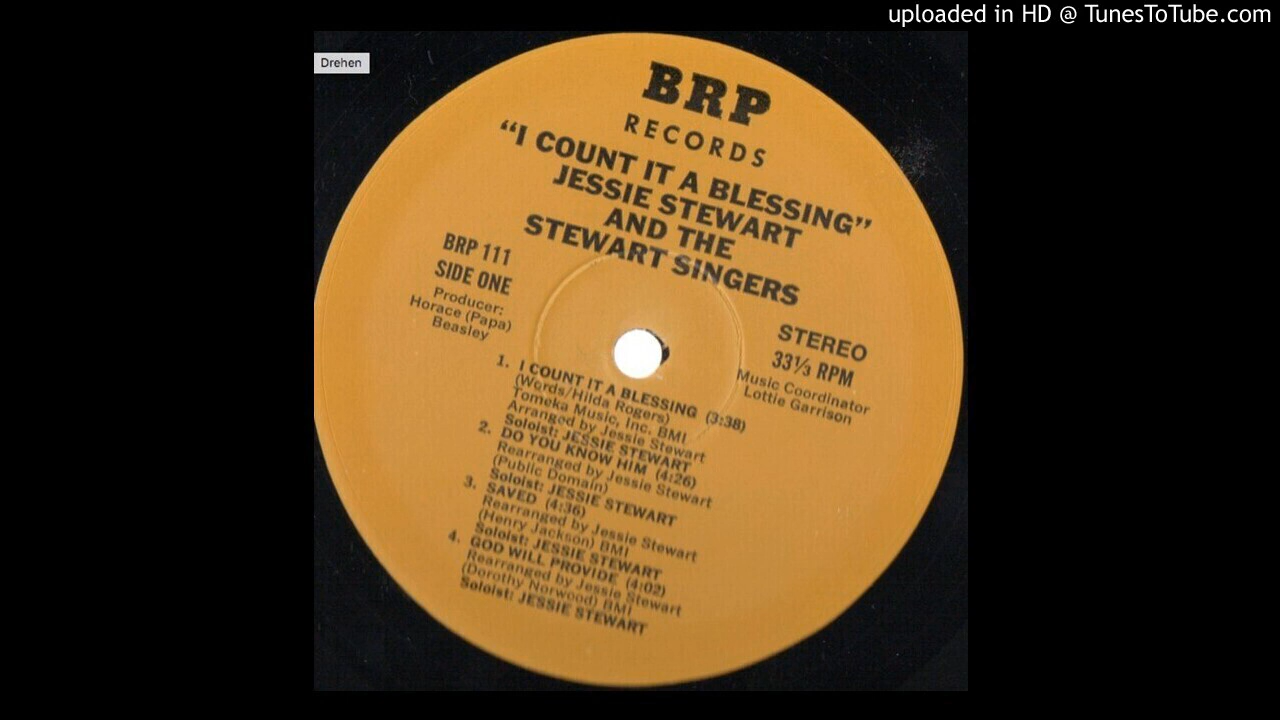 uploaded in HD @ TunesToTube.com
Drehen
BRP
RECORDS
“I COUNT IT A BLESSING”
JESSIE STEWART
AND THE
STEWART SINGERS
BRP 111
SIDE ONE
Producer:
Horace (Papa)
Beasley
STEREO
33⅓ RPM
Music Coordinator
Lottie Garrison
1. I COUNT IT A BLESSING (3:38)
(Words/Hilda Rogers)
Tomeka Music, Inc. BMI
Arranged by Jessie Stewart
Soloist: JESSIE STEWART
2. DO YOU KNOW HIM (4:26)
Rearranged by Jessie Stewart
(Public Domain)
Soloist: JESSIE STEWART
3. SAVED (4:36)
Rearranged by Jessie Stewart
(Henry Jackson) BMI
Soloist: JESSIE STEWART
4. GOD WILL PROVIDE (4:02)
Rearranged by Jessie Stewart
(Dorothy Norwood) BMI
Soloist: JESSIE STEWART